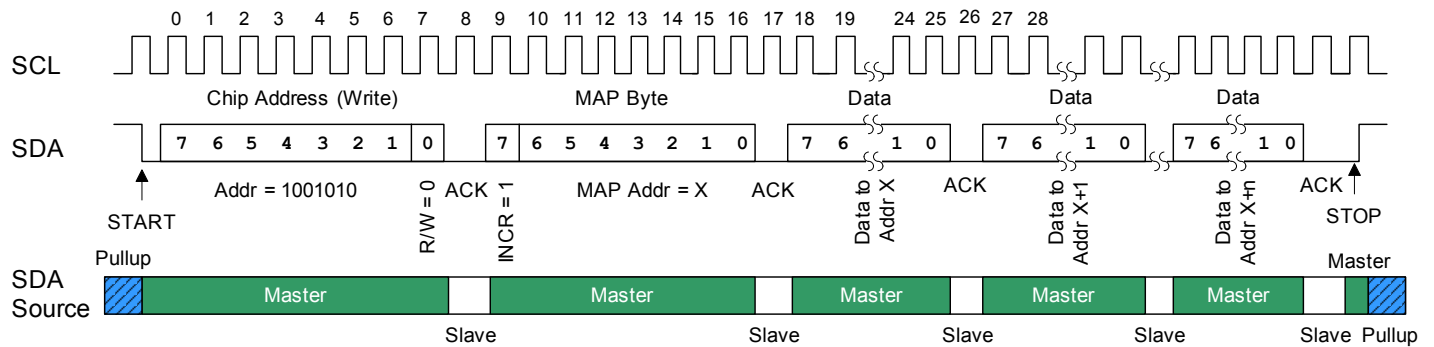 0 1 2 3 4 5 6 7 8 9 10 11 12 13 14 15 16 17 18 19 24 25 26 27 28
SCL
Chip Address (Write) MAP Byte Data Data Data
SDA
7 6 5 4 3 2 1 0 7 6 5 4 3 2 1 0 7 6 1 0 7 6 1 0 7 6 1 0
START
Addr = 1001010
R/W = 0
ACK
INCR = 1
MAP Addr = X
ACK
Data to
Addr X
ACK
Data to
Addr X+1
Data to
Addr X+n
ACK
STOP
SDA
Source
Pullup
Master
Slave
Master
Slave
Master
Slave
Master
Slave
Master
Slave
Master
Pullup